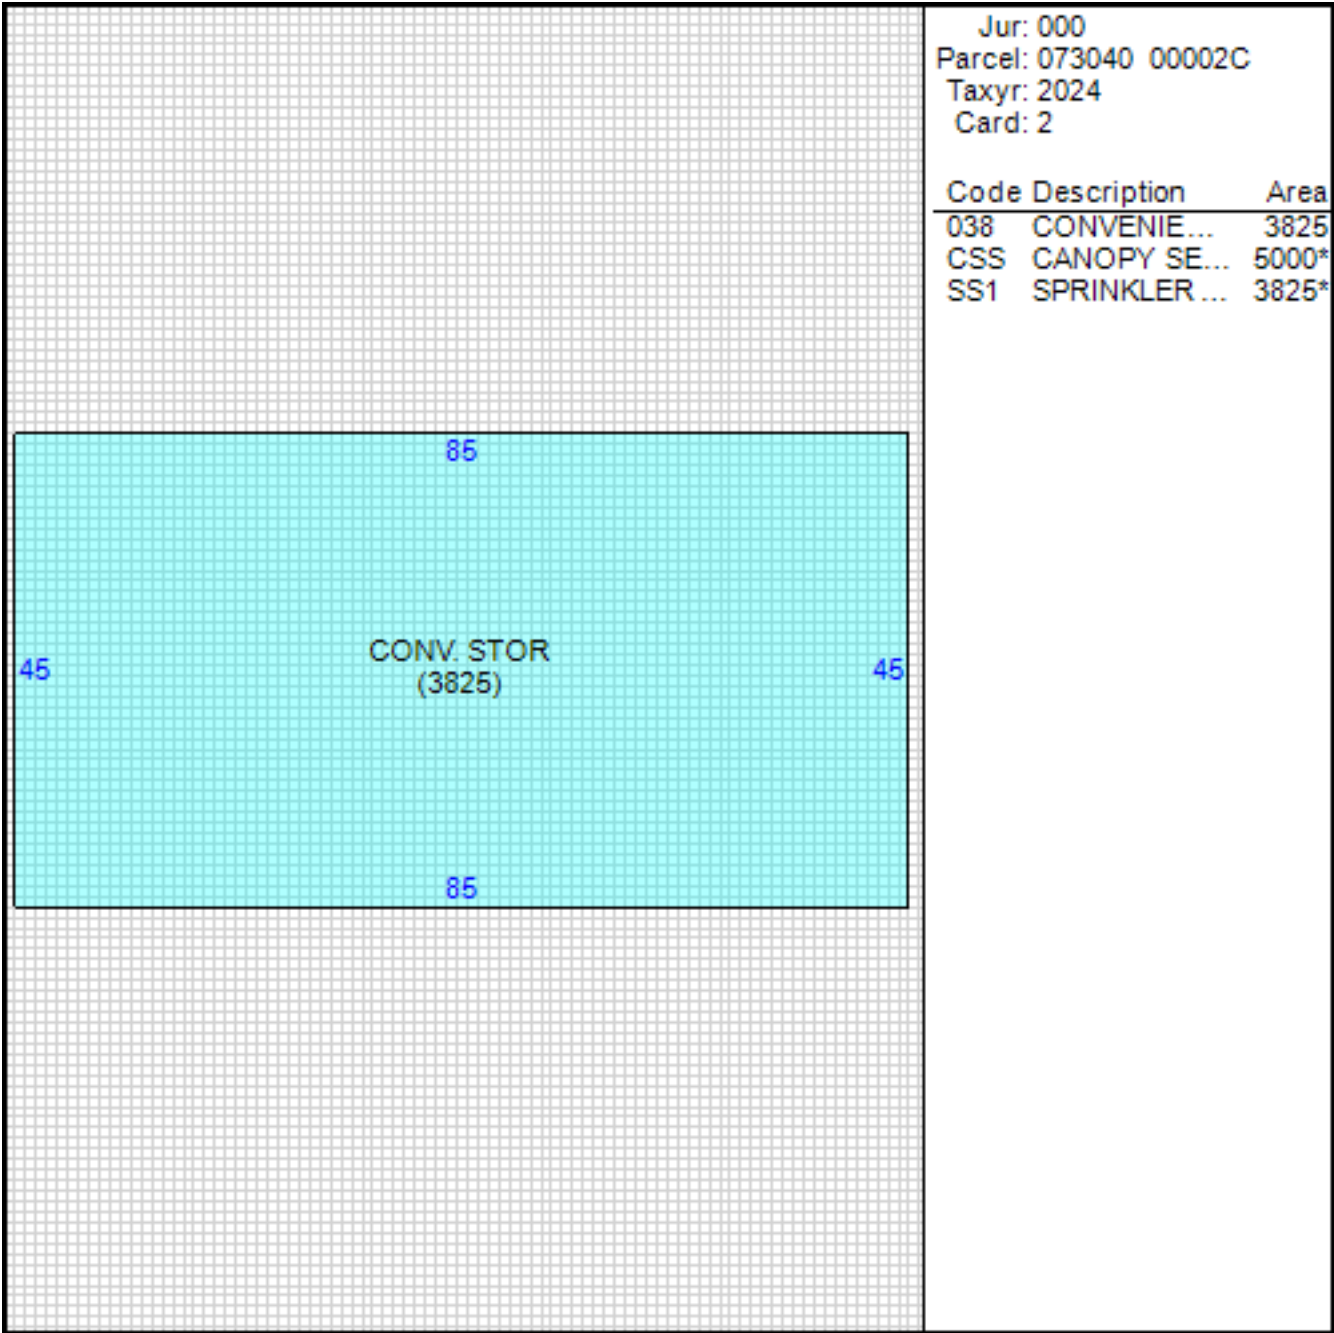 Jur: 000
Parcel: 073040 00002C
Taxyr: 2024
Card: 2
Code Description Area
038 CONVENIE... 3825
CSS CANOPY SE... 5000*
SS1 SPRINKLER ... 3825*
85
CONV. STOR
45 45
(3825)
85